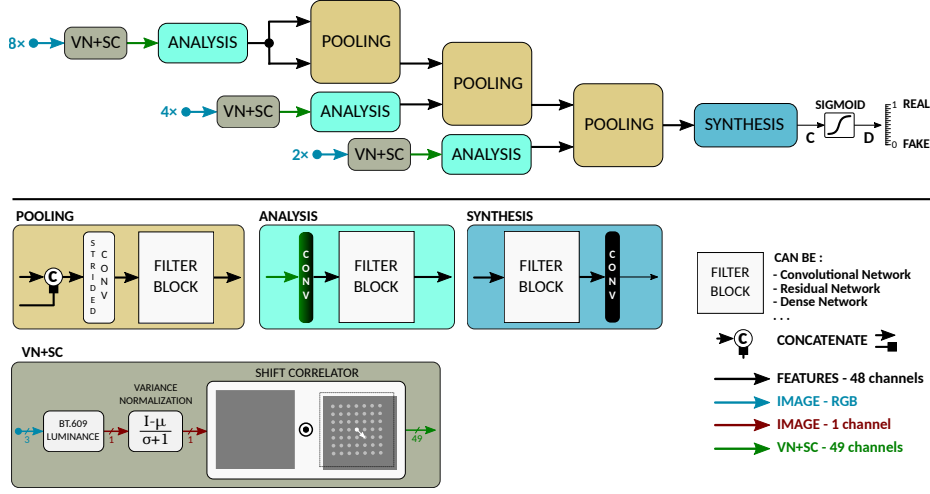 8× VN+SC ANALYSIS POOLING
POOLING
4× VN+SC ANALYSIS
POOLING SYNTHESIS
SIGMOID
C D
1 REAL
0 FAKE
2× VN+SC ANALYSIS
POOLING
C
STRIDED
CONV
FILTER
BLOCK
ANALYSIS
CONV
FILTER
BLOCK
SYNTHESIS
FILTER
BLOCK
CONV
FILTER
BLOCK
CAN BE :
- Convolutional Network
- Residual Network
- Dense Network
. . .
C CONCATENATE
FEATURES - 48 channels
IMAGE - RGB
IMAGE - 1 channel
VN+SC - 49 channels
VN+SC
3
BT.609
LUMINANCE
1
VARIANCE
NORMALIZATION
I-μ
σ+1
1
SHIFT CORRELATOR
49